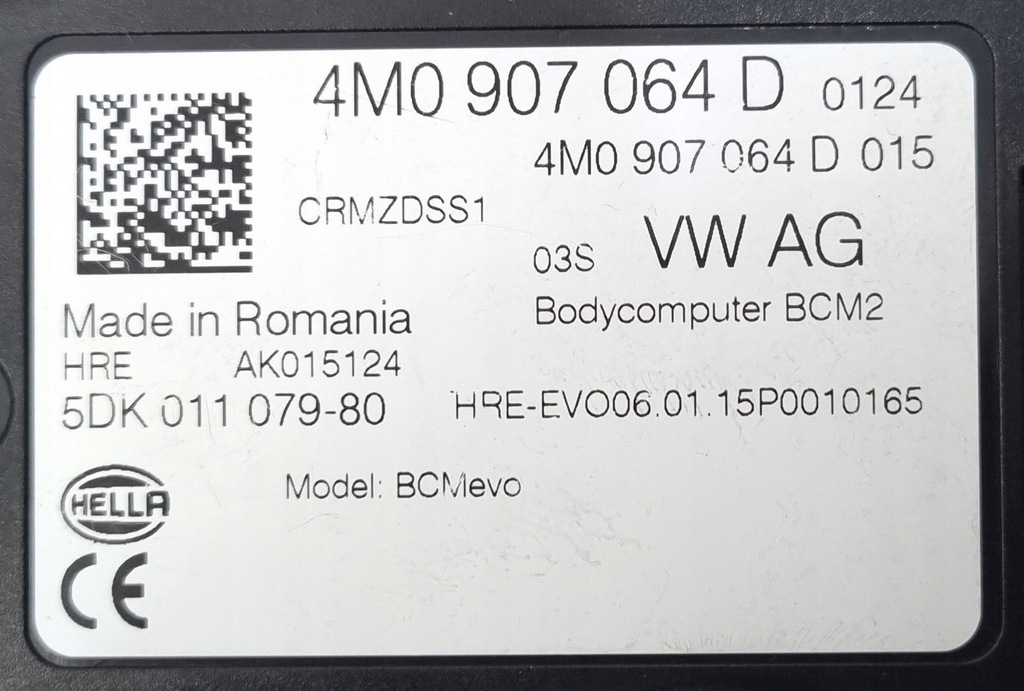 4M0 907 064 D 0124
4M0 907 064 D 015
CRMZDSS1
03S VW AG
Bodycomputer BCM2
Made in Romania
HRE AK015124
5DK 011 079-80 HRE-EVO06.01.15P0010165
HELLA
Model: BCMevo
CE